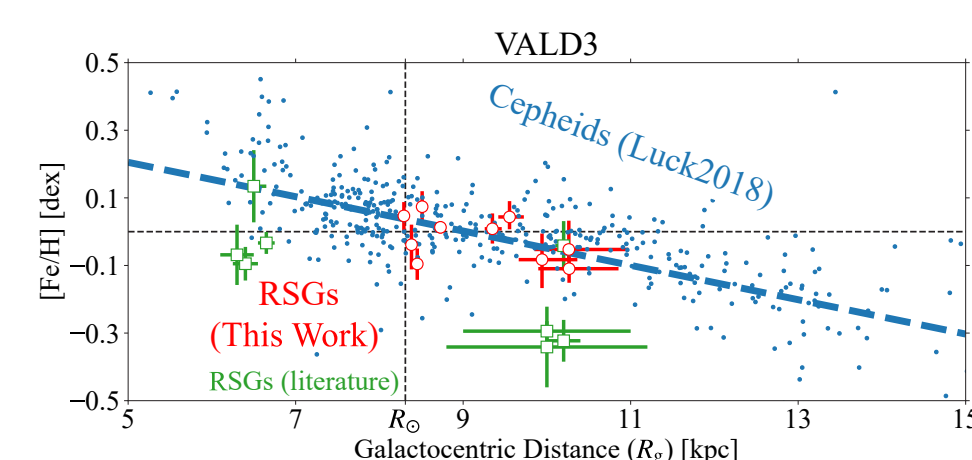 VALD3
0.5
0.3
0.1
−0.1
−0.3
−0.5
[Fe/H] [dex]
Cepheids (Luck2018)
RSGs
(This Work)
RSGs (literature)
5 7 R⊙ 9 11 13 15
Galactocentric Distance (Rg) [kpc]